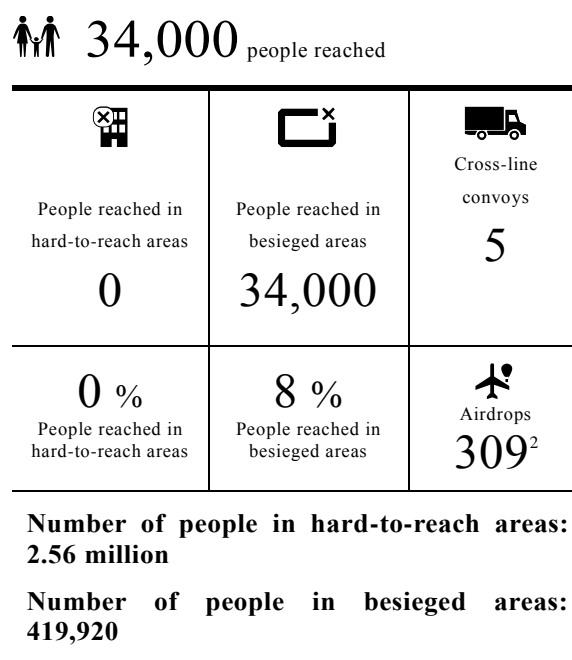 34,000 people reached
People reached in
hard-to-reach areas
0
People reached in
besieged areas
34,000
Cross-line
convoys
5
0 %
People reached in
hard-to-reach areas
8 %
People reached in
besieged areas
Airdrops
309²
Number of people in hard-to-reach areas:
2.56 million
Number of people in besieged areas:
419,920